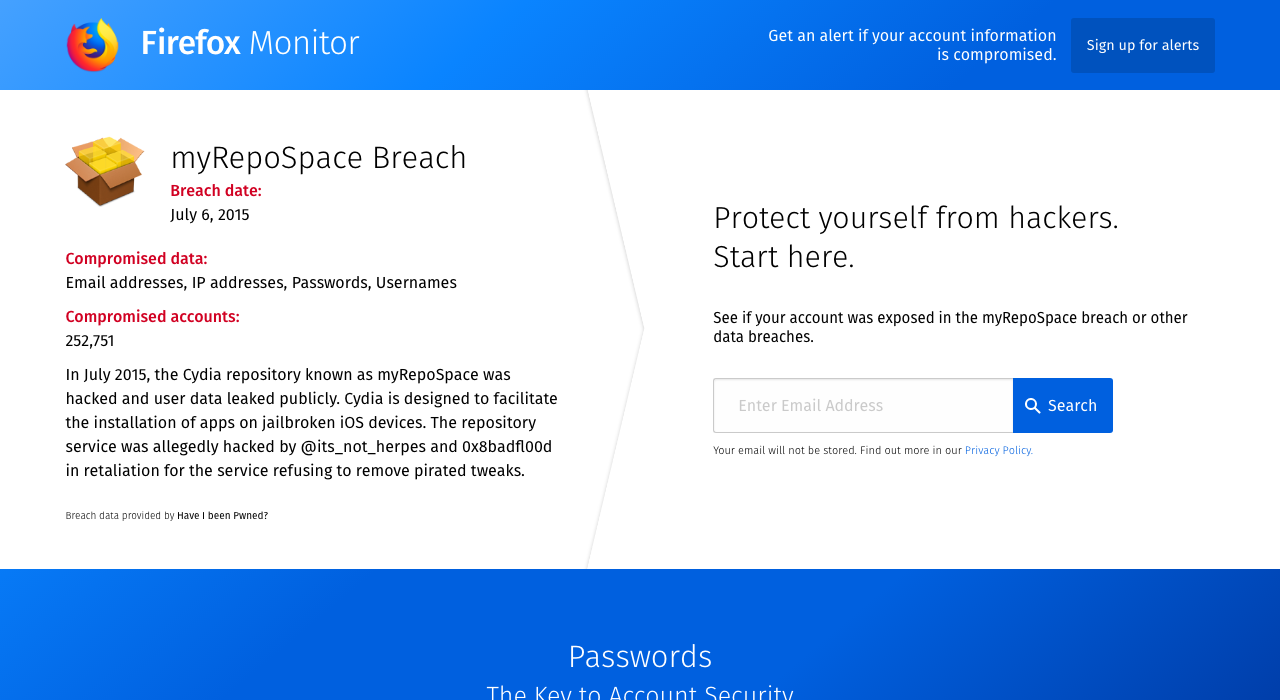 Firefox Monitor
Get an alert if your account information
is compromised.
Sign up for alerts
myRepoSpace Breach
Breach date:
July 6, 2015
Compromised data:
Email addresses, IP addresses, Passwords, Usernames
Compromised accounts:
252,751
In July 2015, the Cydia repository known as myRepoSpace was
hacked and user data leaked publicly. Cydia is designed to facilitate
the installation of apps on jailbroken iOS devices. The repository
service was allegedly hacked by @its_not_herpes and 0x8badfl00d
in retaliation for the service refusing to remove pirated tweaks.
Breach data provided by Have I been Pwned?
Protect yourself from hackers.
Start here.
See if your account was exposed in the myRepoSpace breach or other
data breaches.
Enter Email Address
Search
Your email will not be stored. Find out more in our Privacy Policy.
Passwords
The Key to Account Security